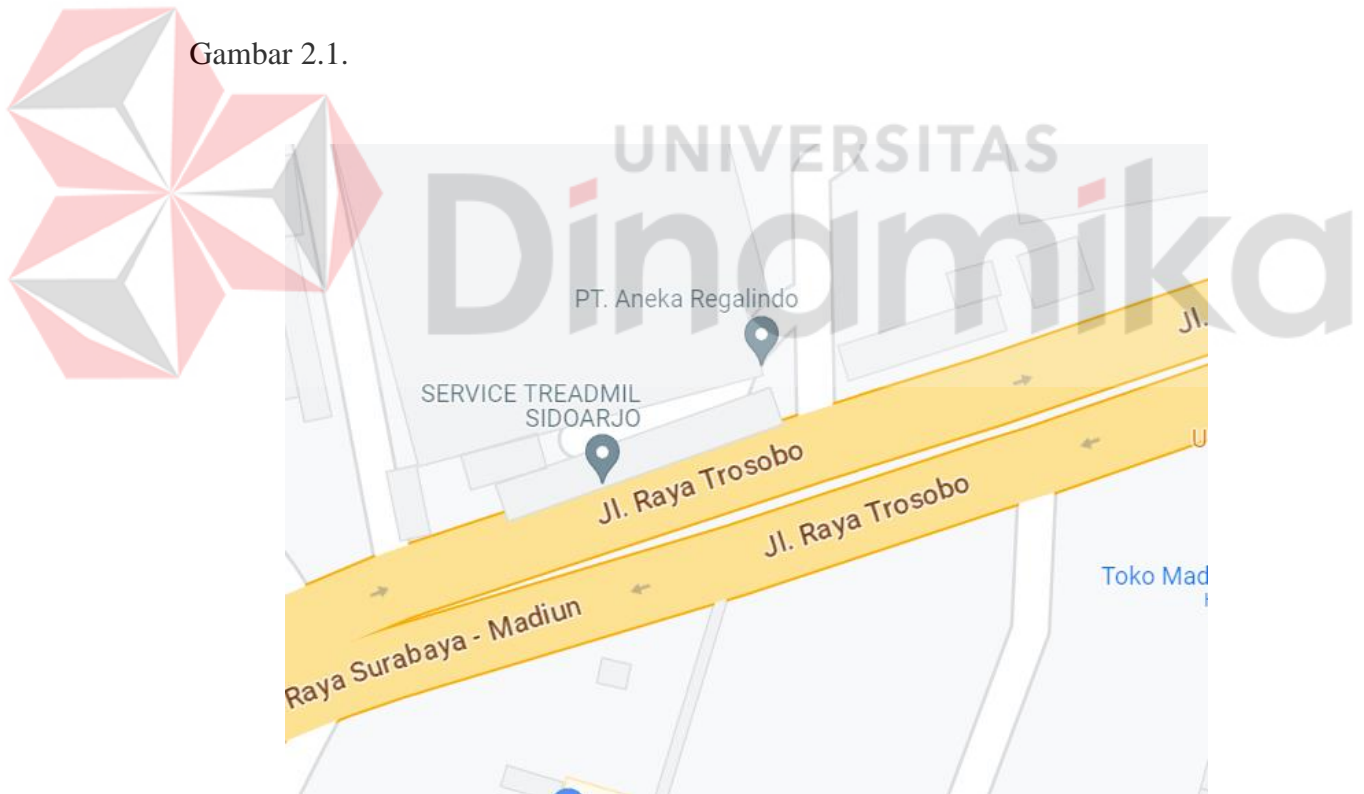 Gambar 2.1.
UNIVERSITAS
Dinamika
PT. Aneka Regalindo
Jl.
SERVICE TREADMIL
SIDOARJO
Jl. Raya Trosobo
U
Jl. Raya Trosobo
Toko Mad
Raya Surabaya - Madiun